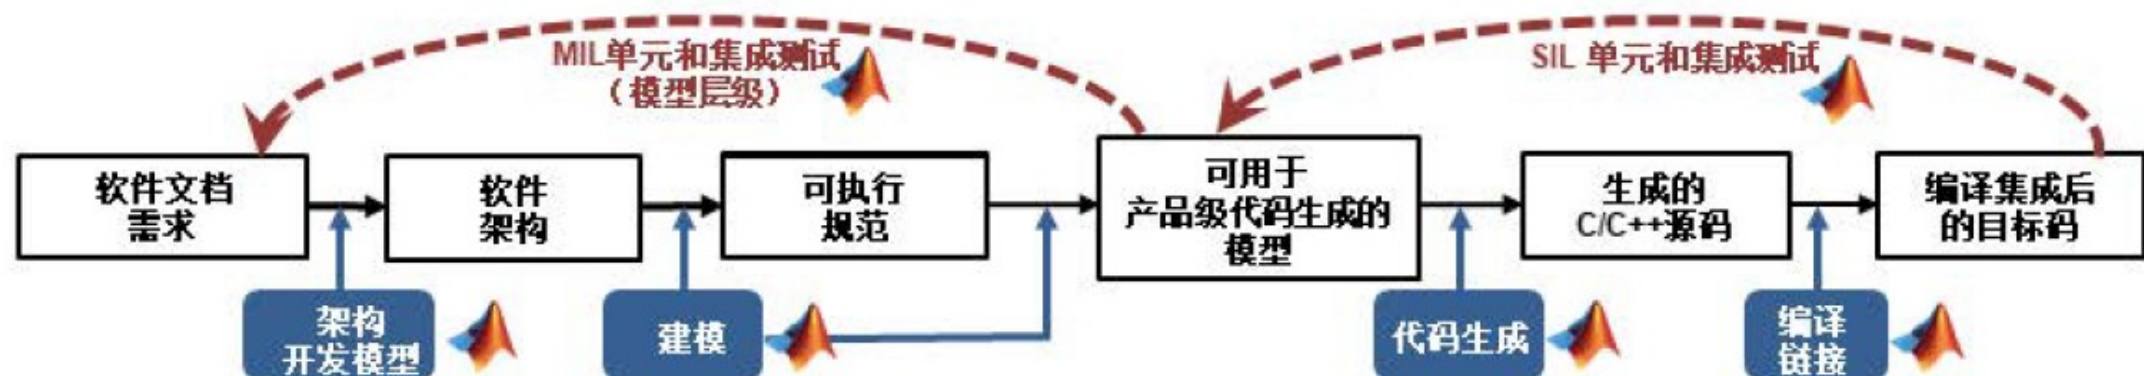 MIL单元和集成测试
（模型层级）
SIL 单元和集成测试
软件文档
需求
软件
架构
可执行
规范
可用于
产品级代码生成的
模型
生成的
C/C++源码
编译集成后
的目标码
架构
开发模型
建模
代码生成
编译
链接